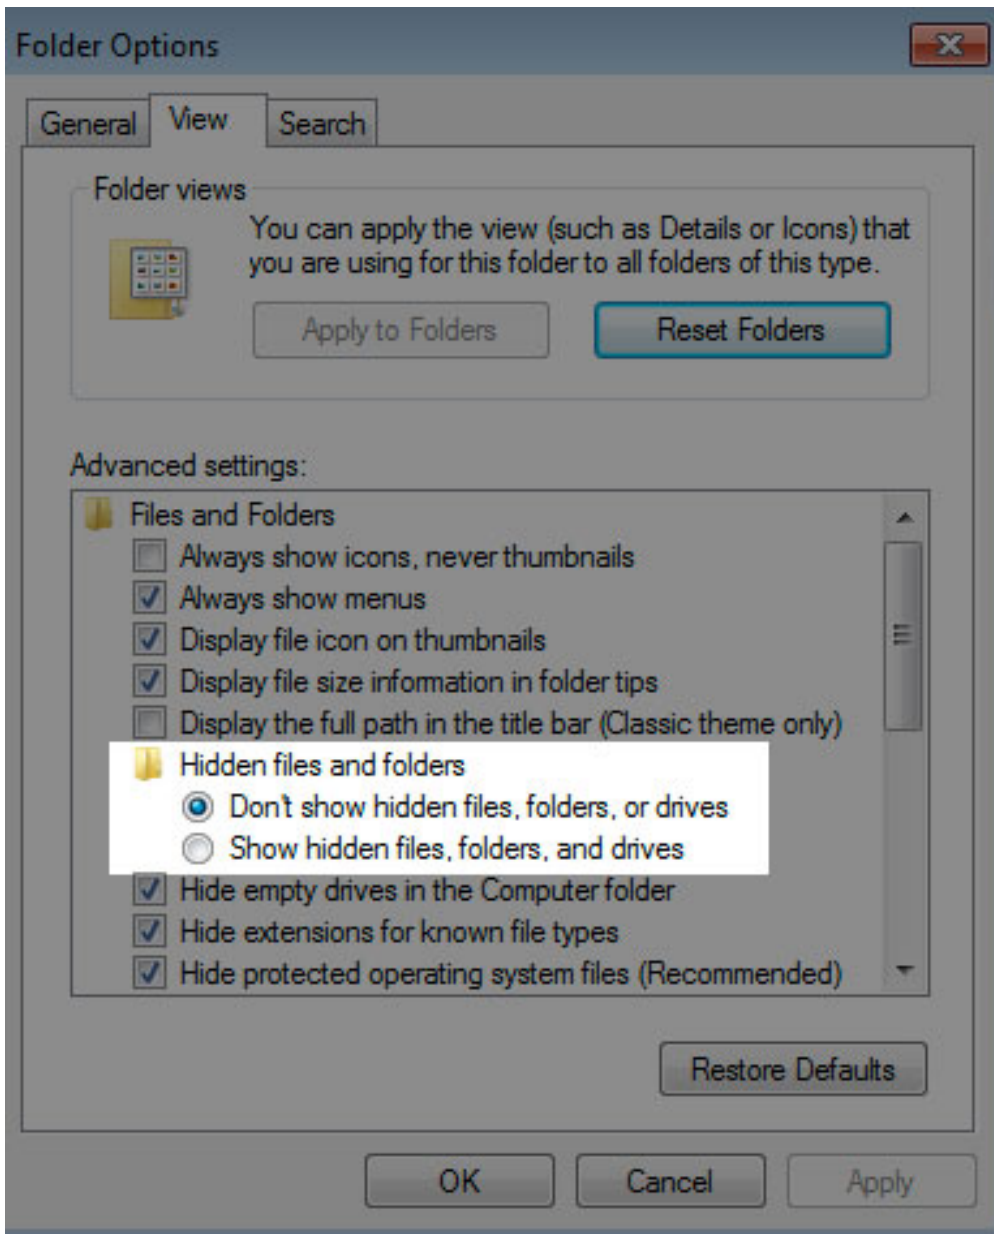 Folder Options
General
View
Search
Folder views
You can apply the view (such as Details or Icons) that
you are using for this folder to all folders of this type.
Apply to Folders
Reset Folders
Advanced settings:
Files and Folders
Always show icons, never thumbnails
Always show menus
Display file icon on thumbnails
Display file size information in folder tips
Display the full path in the title bar (Classic theme only)
Hidden files and folders
Don't show hidden files, folders, or drives
Show hidden files, folders, and drives
Hide empty drives in the Computer folder
Hide extensions for known file types
Hide protected operating system files (Recommended)
Restore Defaults
OK
Cancel
Apply